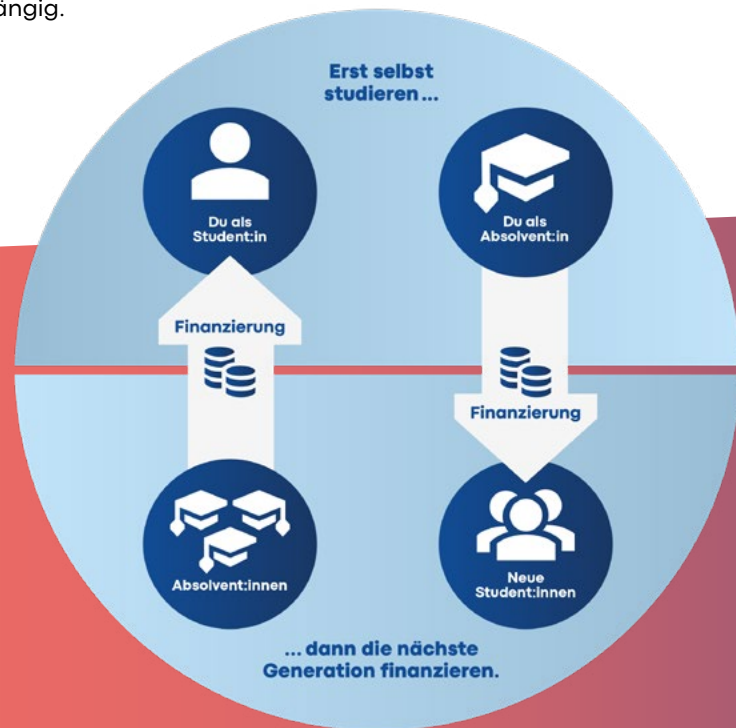 ängig.
Erst selbst
studieren ...
Du als
Student:in
Du als
Absolvent:in
Finanzierung
Finanzierung
Absolvent:innen
Neue
Student:innen
... dann die nächste
Generation finanzieren.